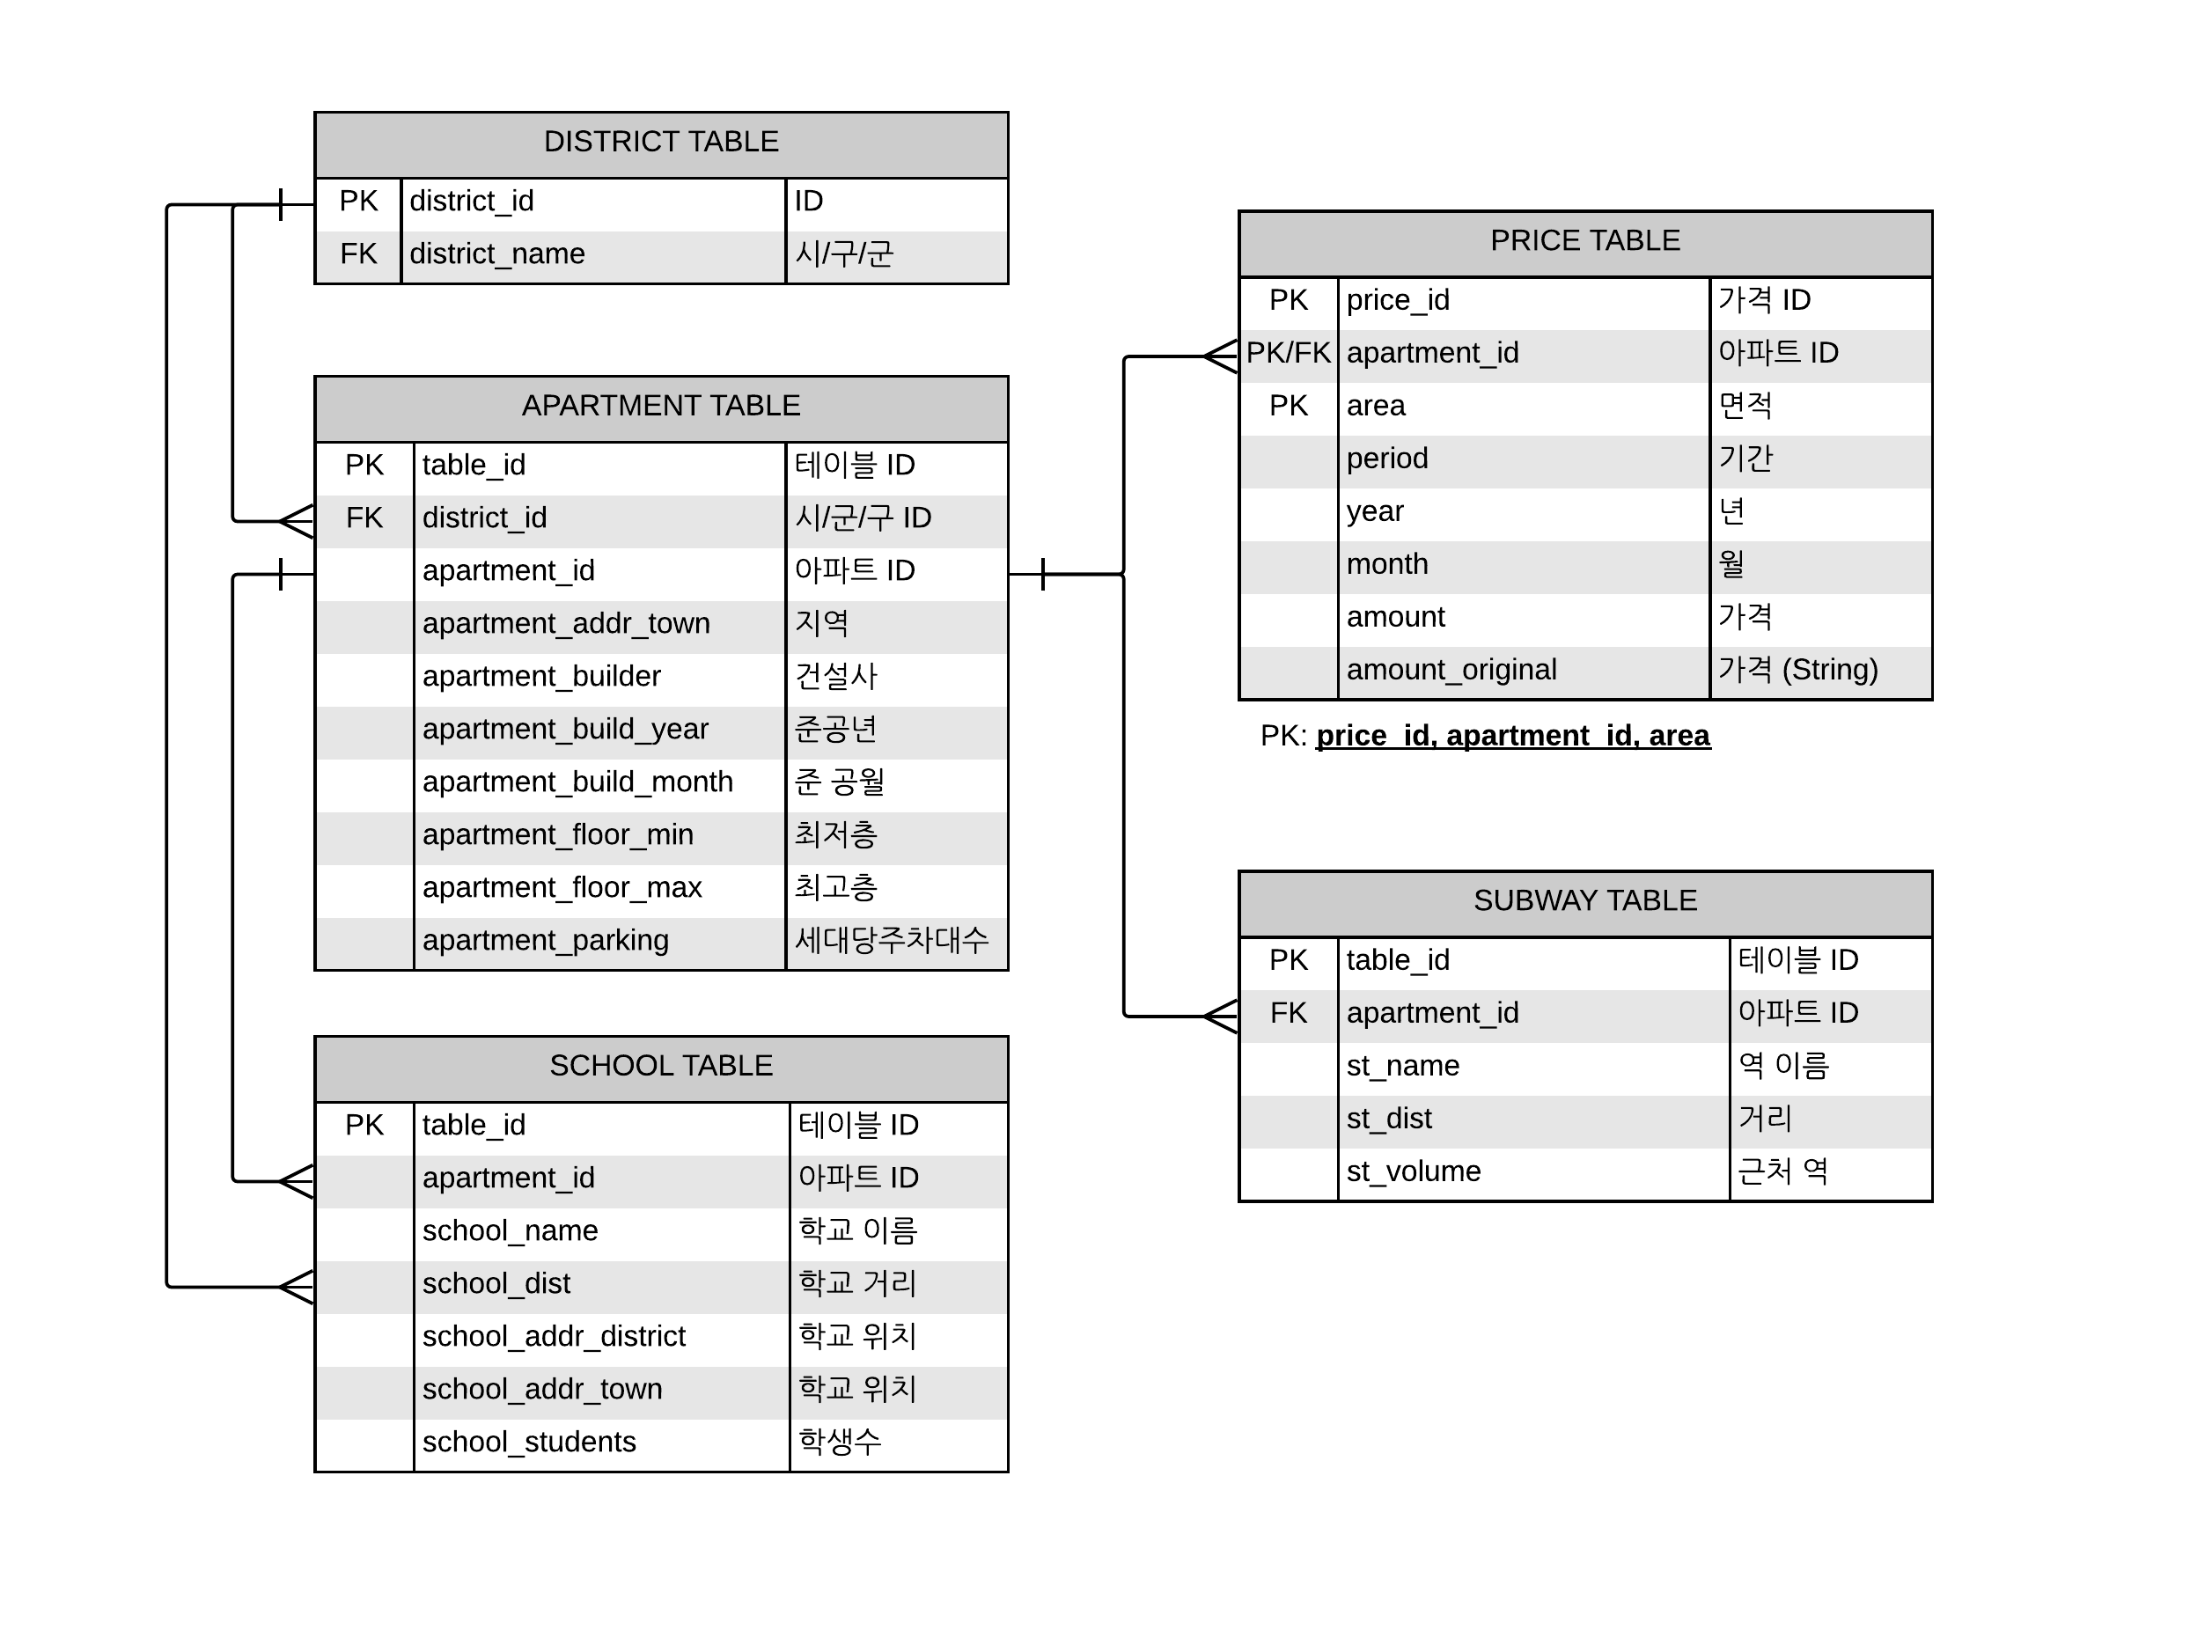 DISTRICT TABLE
PK district_id ID
FK district_name 시/구/군
APARTMENT TABLE
PK table_id 테이블 ID
FK district_id 시/군/구 ID
apartment_id 아파트 ID
apartment_addr_town 지역
apartment_builder 건설사
apartment_build_year 준공년
apartment_build_month 준 공월
apartment_floor_min 최저층
apartment_floor_max 최고층
apartment_parking 세대당주차대수
SCHOOL TABLE
PK table_id 테이블 ID
apartment_id 아파트 ID
school_name 학교 이름
school_dist 학교 거리
school_addr_district 학교 위치
school_addr_town 학교 위치
school_students 학생수
PRICE TABLE
PK price_id 가격 ID
PK/FK apartment_id 아파트 ID
PK area 면적
period 기간
year 년
month 월
amount 가격
amount_original 가격 (String)
PK: price_id, apartment_id, area
SUBWAY TABLE
PK table_id 테이블 ID
FK apartment_id 아파트 ID
st_name 역 이름
st_dist 거리
st_volume 근처 역